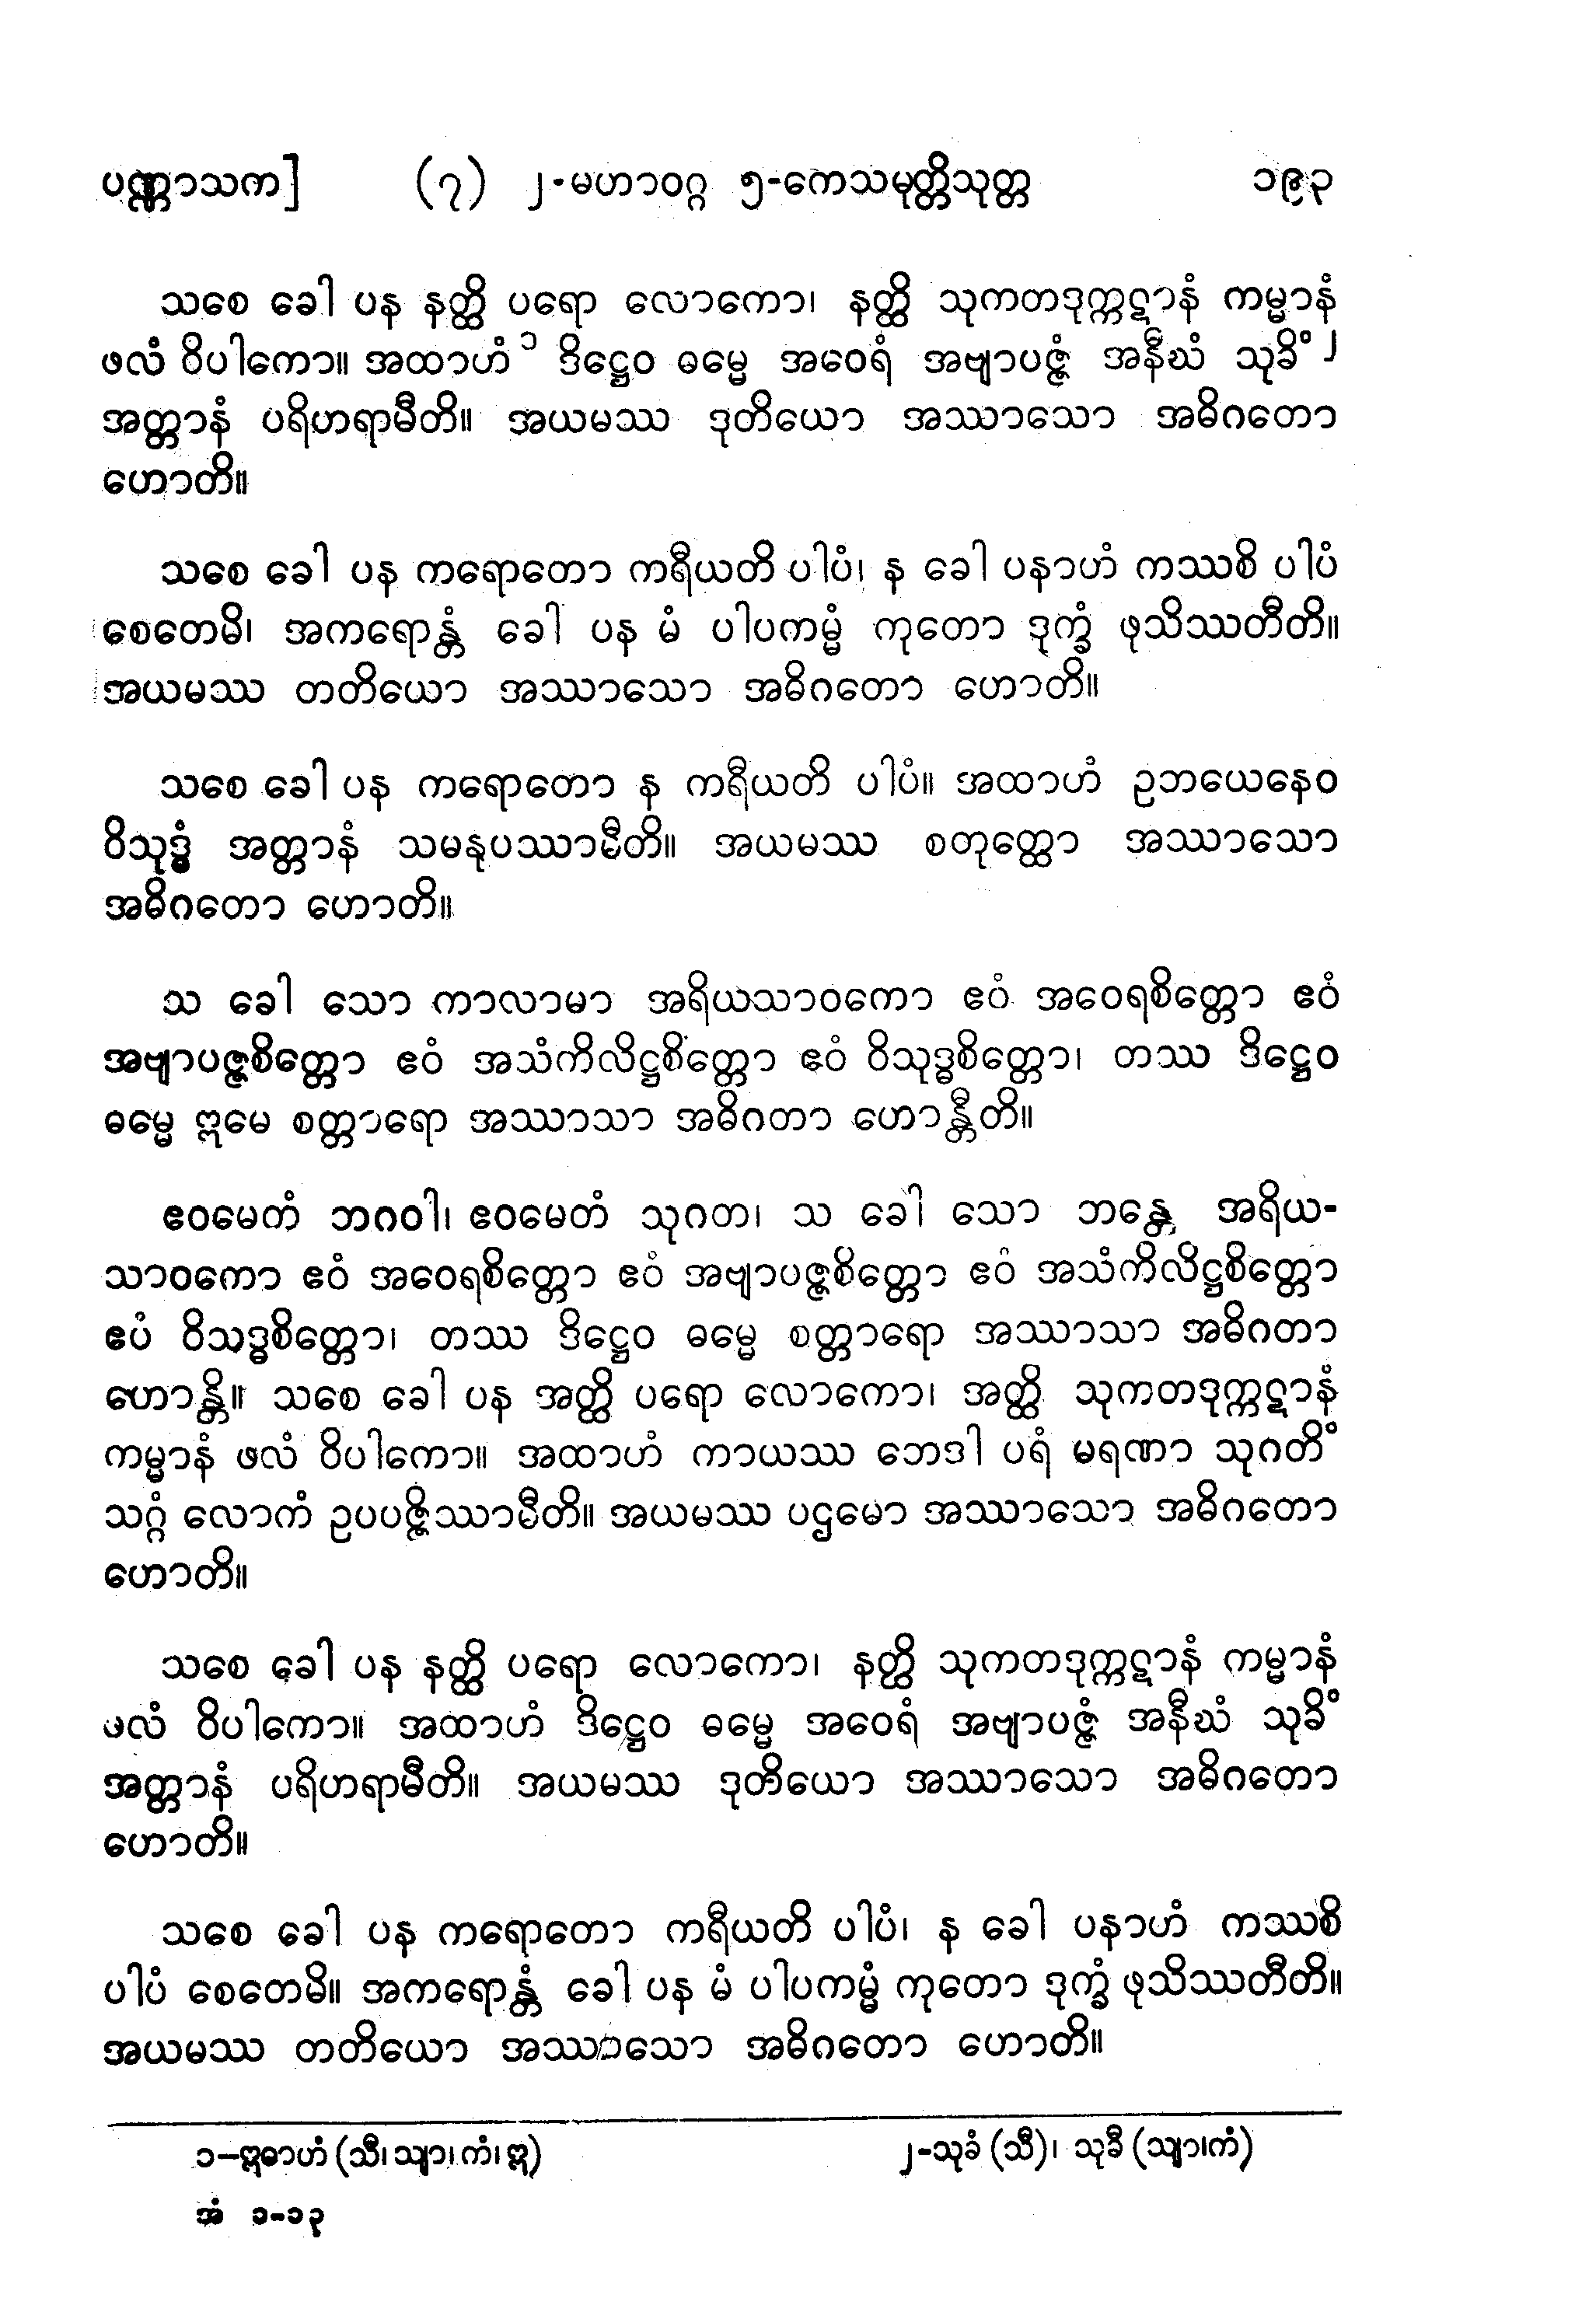 ပဏ္ဏာသက] (၇) ၂-မဟာဝဂ္ဂ ၅-ကေသမုတ္တိသုတ္တ ၁၉၃
သစေ ခေါ ပန နတ္ထိ ပရော လောကော၊ နတ္ထိ သုကတဒုက္ကဋာနံ ကမ္မာနံ
ဖလံ ဝိပါကော။ အထာဟံ ၁ ဒိဋ္ဌေဝ ဓမ္မေ အဝေရံ အဗျာပဇ္ဇံ အနီဃံ သုခိံ ၂
အတ္တာနံ ပရိဟရာမီတိ။ အယမဿ ဒုတိယော အဿာသော အဓိဂတော
ဟောတိ။
သစေ ခေါ ပန ကရောတော ကရီယတိ ပါပံ၊ န ခေါ ပနာဟံ ကဿစိ ပါပံ
စေတေမိ၊ အကရောန္တံ ခေါ ပန မံ ပါပကမ္မံ ကုတော ဒုက္ခံ ဖုသိဿတီတိ။
အယမဿ တတိယော အဿာသော အဓိဂတော ဟောတိ။
သစေ ခေါ ပန ကရောတော န ကရီယတိ ပါပံ။ အထာဟံ ဥဘယေနေဝ
ဝိသုဒ္ဓံ အတ္တာနံ သမနုပဿာမီတိ။ အယမဿ စတုတ္ထော အဿာသော
အဓိဂတော ဟောတိ။
သ ခေါ သော ကာလာမာ အရိယသာဝကော ဧဝံ အဝေရစိတ္တော ဧဝံ
အဗျာပဇ္ဇစိတ္တော ဧဝံ အသံကိလိဋ္ဌစိတ္တော ဧဝံ ဝိသုဒ္ဓစိတ္တော၊ တဿ ဒိဋ္ဌေဝ
ဓမ္မေ ဣမေ စတ္တာရော အဿာသာ အဓိဂတာ ဟောန္တီတိ။
ဧဝမေတံ ဘဂဝါ၊ ဧဝမေတံ သုဂတ၊ သ ခေါ သော ဘန္တေ အရိယ-
သာဝကော ဧဝံ အဝေရစိတ္တော ဧဝံ အဗျာပဇ္ဇစိတ္တော ဧဝံ အသံကိလိဋ္ဌစိတ္တော
ဧပံ ဝိသဒ္ဓစိတ္တော၊ တဿ ဒိဋ္ဌေဝ ဓမ္မေ စတ္တာရော အဿာသာ အဓိဂတာ
ဟောန္တိ။ သစေ ခေါ ပန အတ္ထိ ပရော လောကော၊ အတ္ထိ သုကတဒုက္ကဋာနံ
ကမ္မာနံ ဖလံ ဝိပါကော။ အထာဟံ ကာယဿ ဘေဒါ ပရံ မရဏာ သုဂတိံ
သဂ္ဂံ လောကံ ဥပပဇ္ဇိဿာမီတိ။ အယမဿ ပဌမော အဿာသော အဓိဂတော
ဟောတိ။
သစေ ခေါ ပန နတ္ထိ ပရော လောကော၊ နတ္ထိ သုကတဒုက္ကဋာနံ ကမ္မာနံ
ဖလံ ဝိပါကော။ အထာဟံ ဒိဋ္ဌေဝ ဓမ္မေ အဝေရံ အဗျာပဇ္ဇံ အနီဃံ သုခိံ
အတ္တာနံ ပရိဟရာမီတိ။ အယမဿ ဒုတိယော အဿာသော အဓိဂတော
ဟောတိ။
သစေ ခေါ ပန ကရောတော ကရီယတိ ပါပံ၊ န ခေါ ပနာဟံ ကဿစိ
ပါပံ စေတေမိ။ အကရောန္တံ ခေါ ပန မံ ပါပကမ္မံ ကုတော ဒုက္ခံ ဖုသိဿတီတိ။
အယမဿ တတိယော အဿာသော အဓိဂတော ဟောတိ။
၁–ဣဓာဟံ (သီ၊ သျာ၊ ကံ၊ ဣ) ၂-သုခံ (သီ)၊ သုခီ (သျာ၊ကံ)
အံ ၁-၁၃